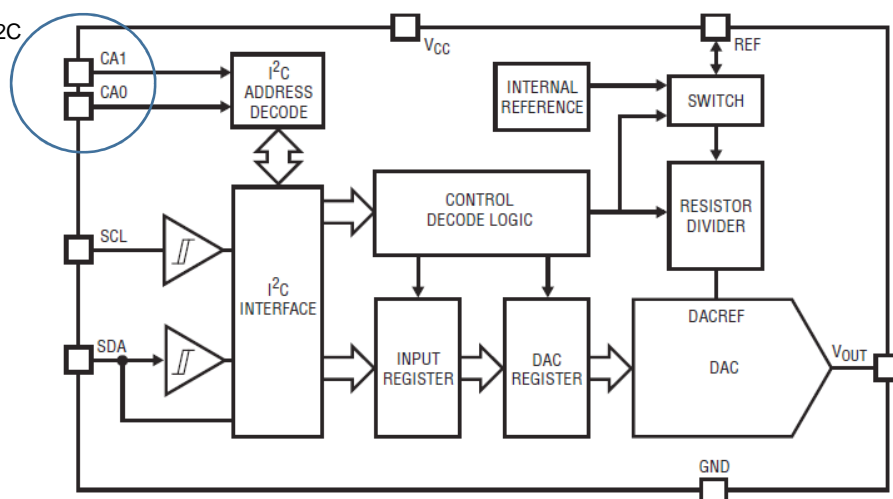 2C
CA1
CA0
I2C
ADDRESS
DECODE
VCC
REF
INTERNAL
REFERENCE
SWITCH
CONTROL
DECODE LOGIC
RESISTOR
DIVIDER
SCL
I2C
INTERFACE
SDA
INPUT
REGISTER
DAC
REGISTER
DACREF
DAC
VOUT
GND